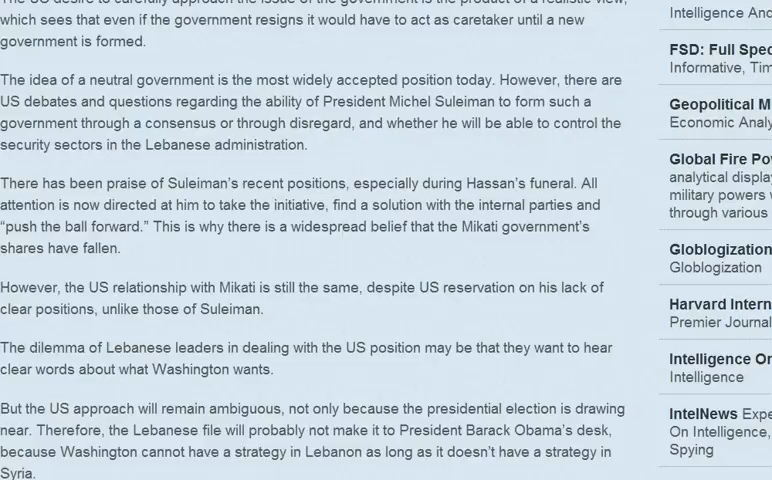 The US desire to carefully approach the issue of the government is the product of a realistic view,
which sees that even if the government resigns it would have to act as caretaker until a new
government is formed.
The idea of a neutral government is the most widely accepted position today. However, there are
US debates and questions regarding the ability of President Michel Suleiman to form such a
government through a consensus or through disregard, and whether he will be able to control the
security sectors in the Lebanese administration.
There has been praise of Suleiman’s recent positions, especially during Hassan’s funeral. All
attention is now directed at him to take the initiative, find a solution with the internal parties and
“push the ball forward.” This is why there is a widespread belief that the Mikati government’s
shares have fallen.
However, the US relationship with Mikati is still the same, despite US reservation on his lack of
clear positions, unlike those of Suleiman.
The dilemma of Lebanese leaders in dealing with the US position may be that they want to hear
clear words about what Washington wants.
But the US approach will remain ambiguous, not only because the presidential election is drawing
near. Therefore, the Lebanese file will probably not make it to President Barack Obama’s desk,
because Washington cannot have a strategy in Lebanon as long as it doesn’t have a strategy in
Syria.
Intelligence And
FSD: Full Spec
Informative, Tim
Geopolitical M
Economic Analy
Global Fire Po
analytical display
military powers
through various
Globlogization
Globlogization
Harvard Intern
Premier Journal
Intelligence On
Intelligence
IntelNews Expe
On Intelligence,
Spying